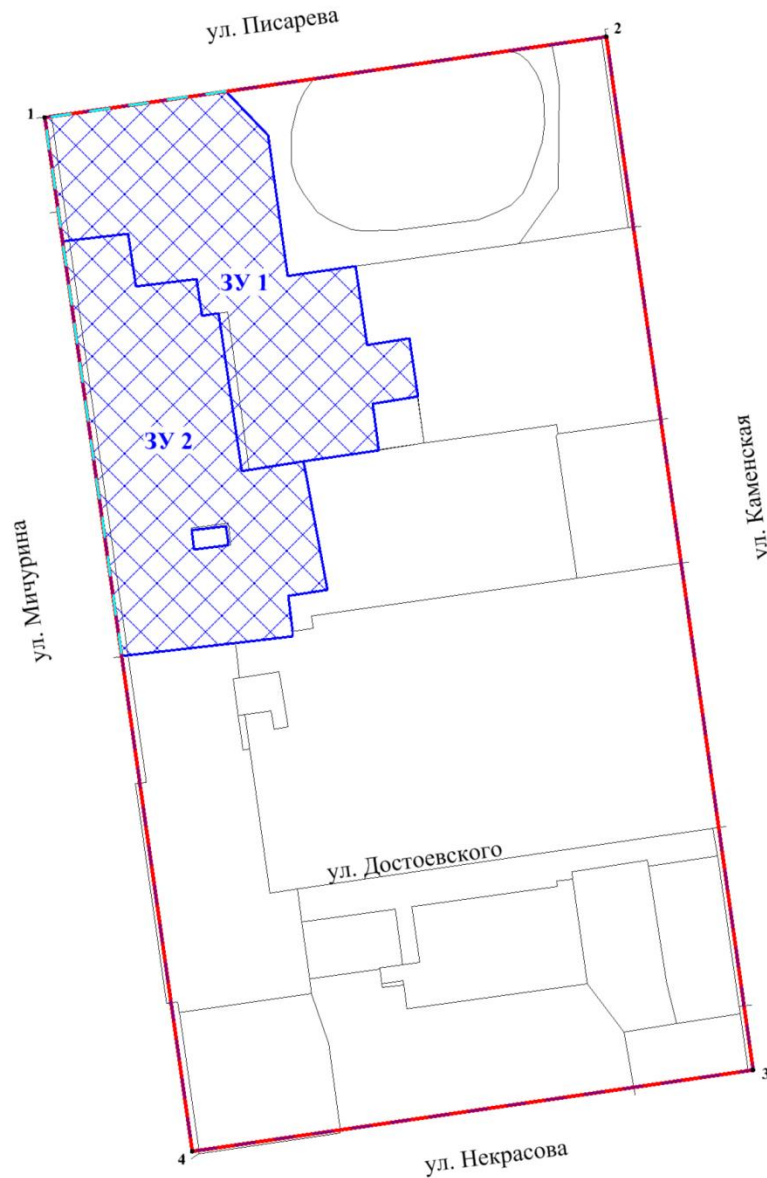 ул. Писарева
2
1
ЗУ 1
ЗУ 2
ул. Каменская
ул. Мичурина
ул. Достоевского
3
ул. Некрасова
4